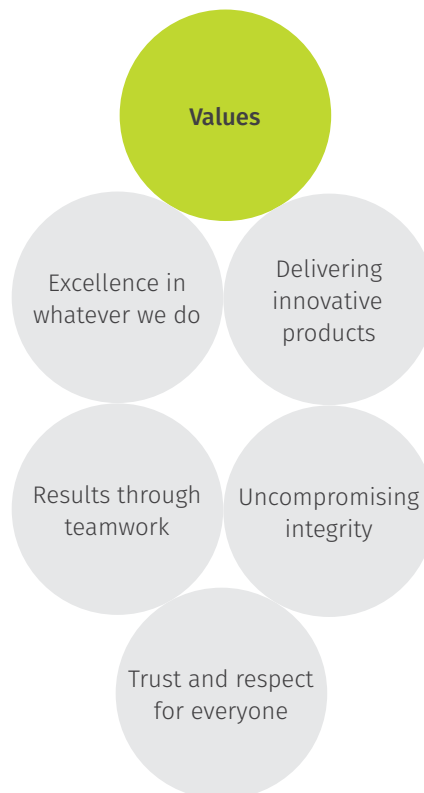 Values
Excellence in
whatever we do
Delivering
innovative
products
Results through
teamwork
Uncompromising
integrity
Trust and respect
for everyone